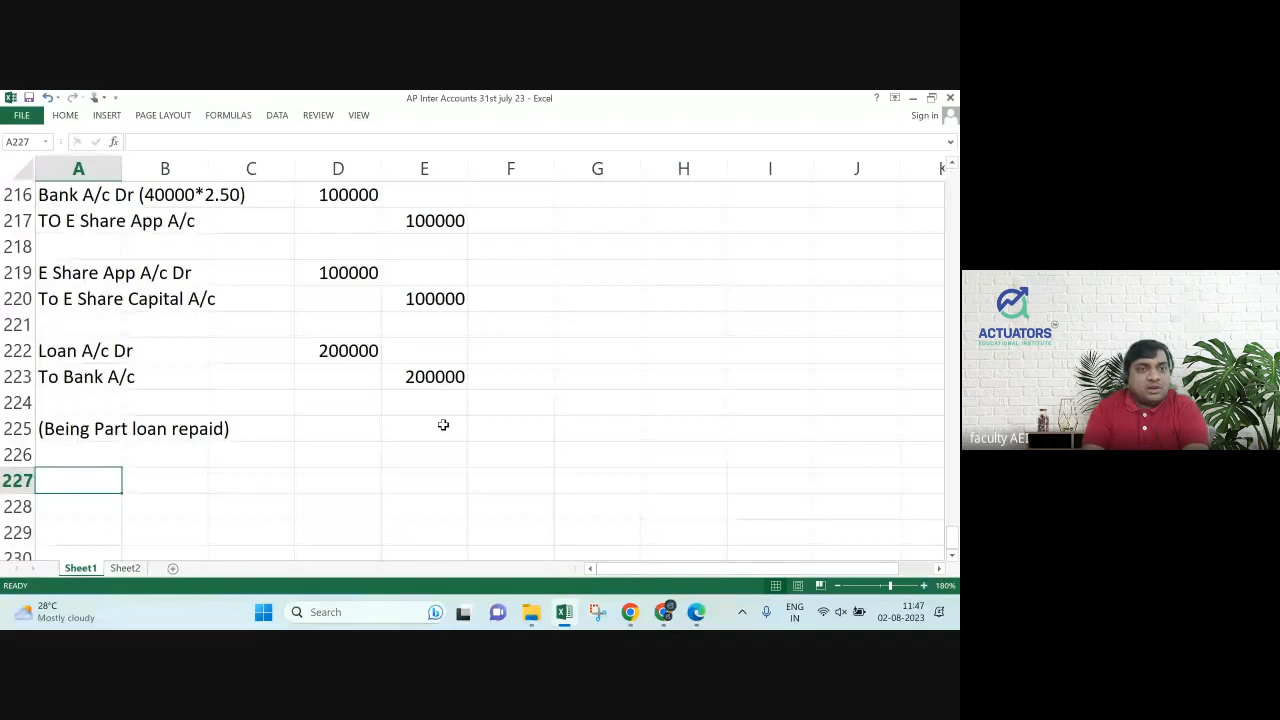 AP Inter Accounts 31st july 23 - Excel
?
FILE HOME INSERT PAGE LAYOUT FORMULAS DATA REVIEW VIEW Sign in
A227 fx
A B C D E F G H I J K
216 Bank A/c Dr (40000*2.50) 100000
217 TO E Share App A/c 100000
218
219 E Share App A/c Dr 100000
220 To E Share Capital A/c 100000
221
222 Loan A/c Dr 200000
223 To Bank A/c 200000
224
225 (Being Part loan repaid)
226
227
228
229
230
Sheet1 Sheet2
READY 180%
28°C
Mostly cloudy
Search
ENG
IN
11:47
02-08-2023
ACTUATORS
EDUCATIONAL INSTITUTE
faculty AEI